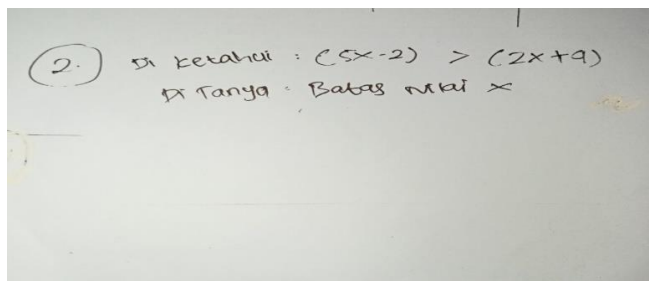 2. Di ketahui : (5x-2) > (2x+9)
Di Tanya : Batas Nilai x